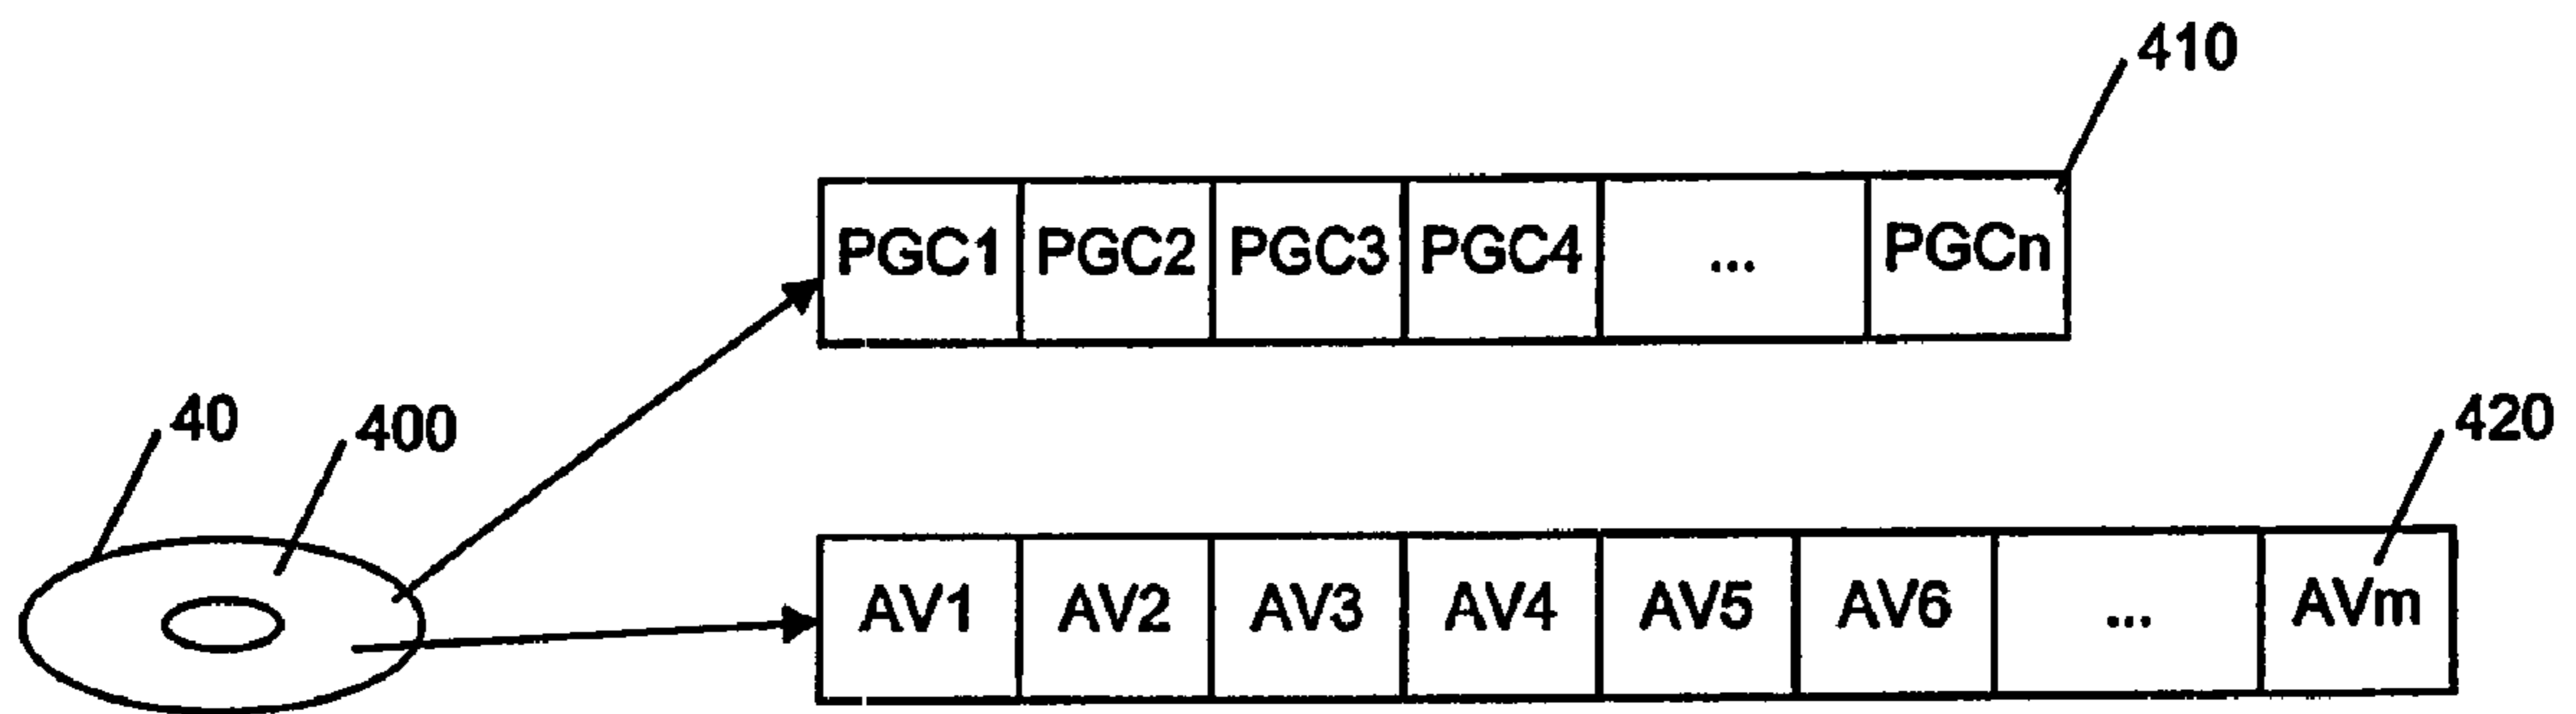 410
PGC1 PGC2 PGC3 PGC4 ... PGCn
40 400 420
AV1 AV2 AV3 AV4 AV5 AV6 ... AVm